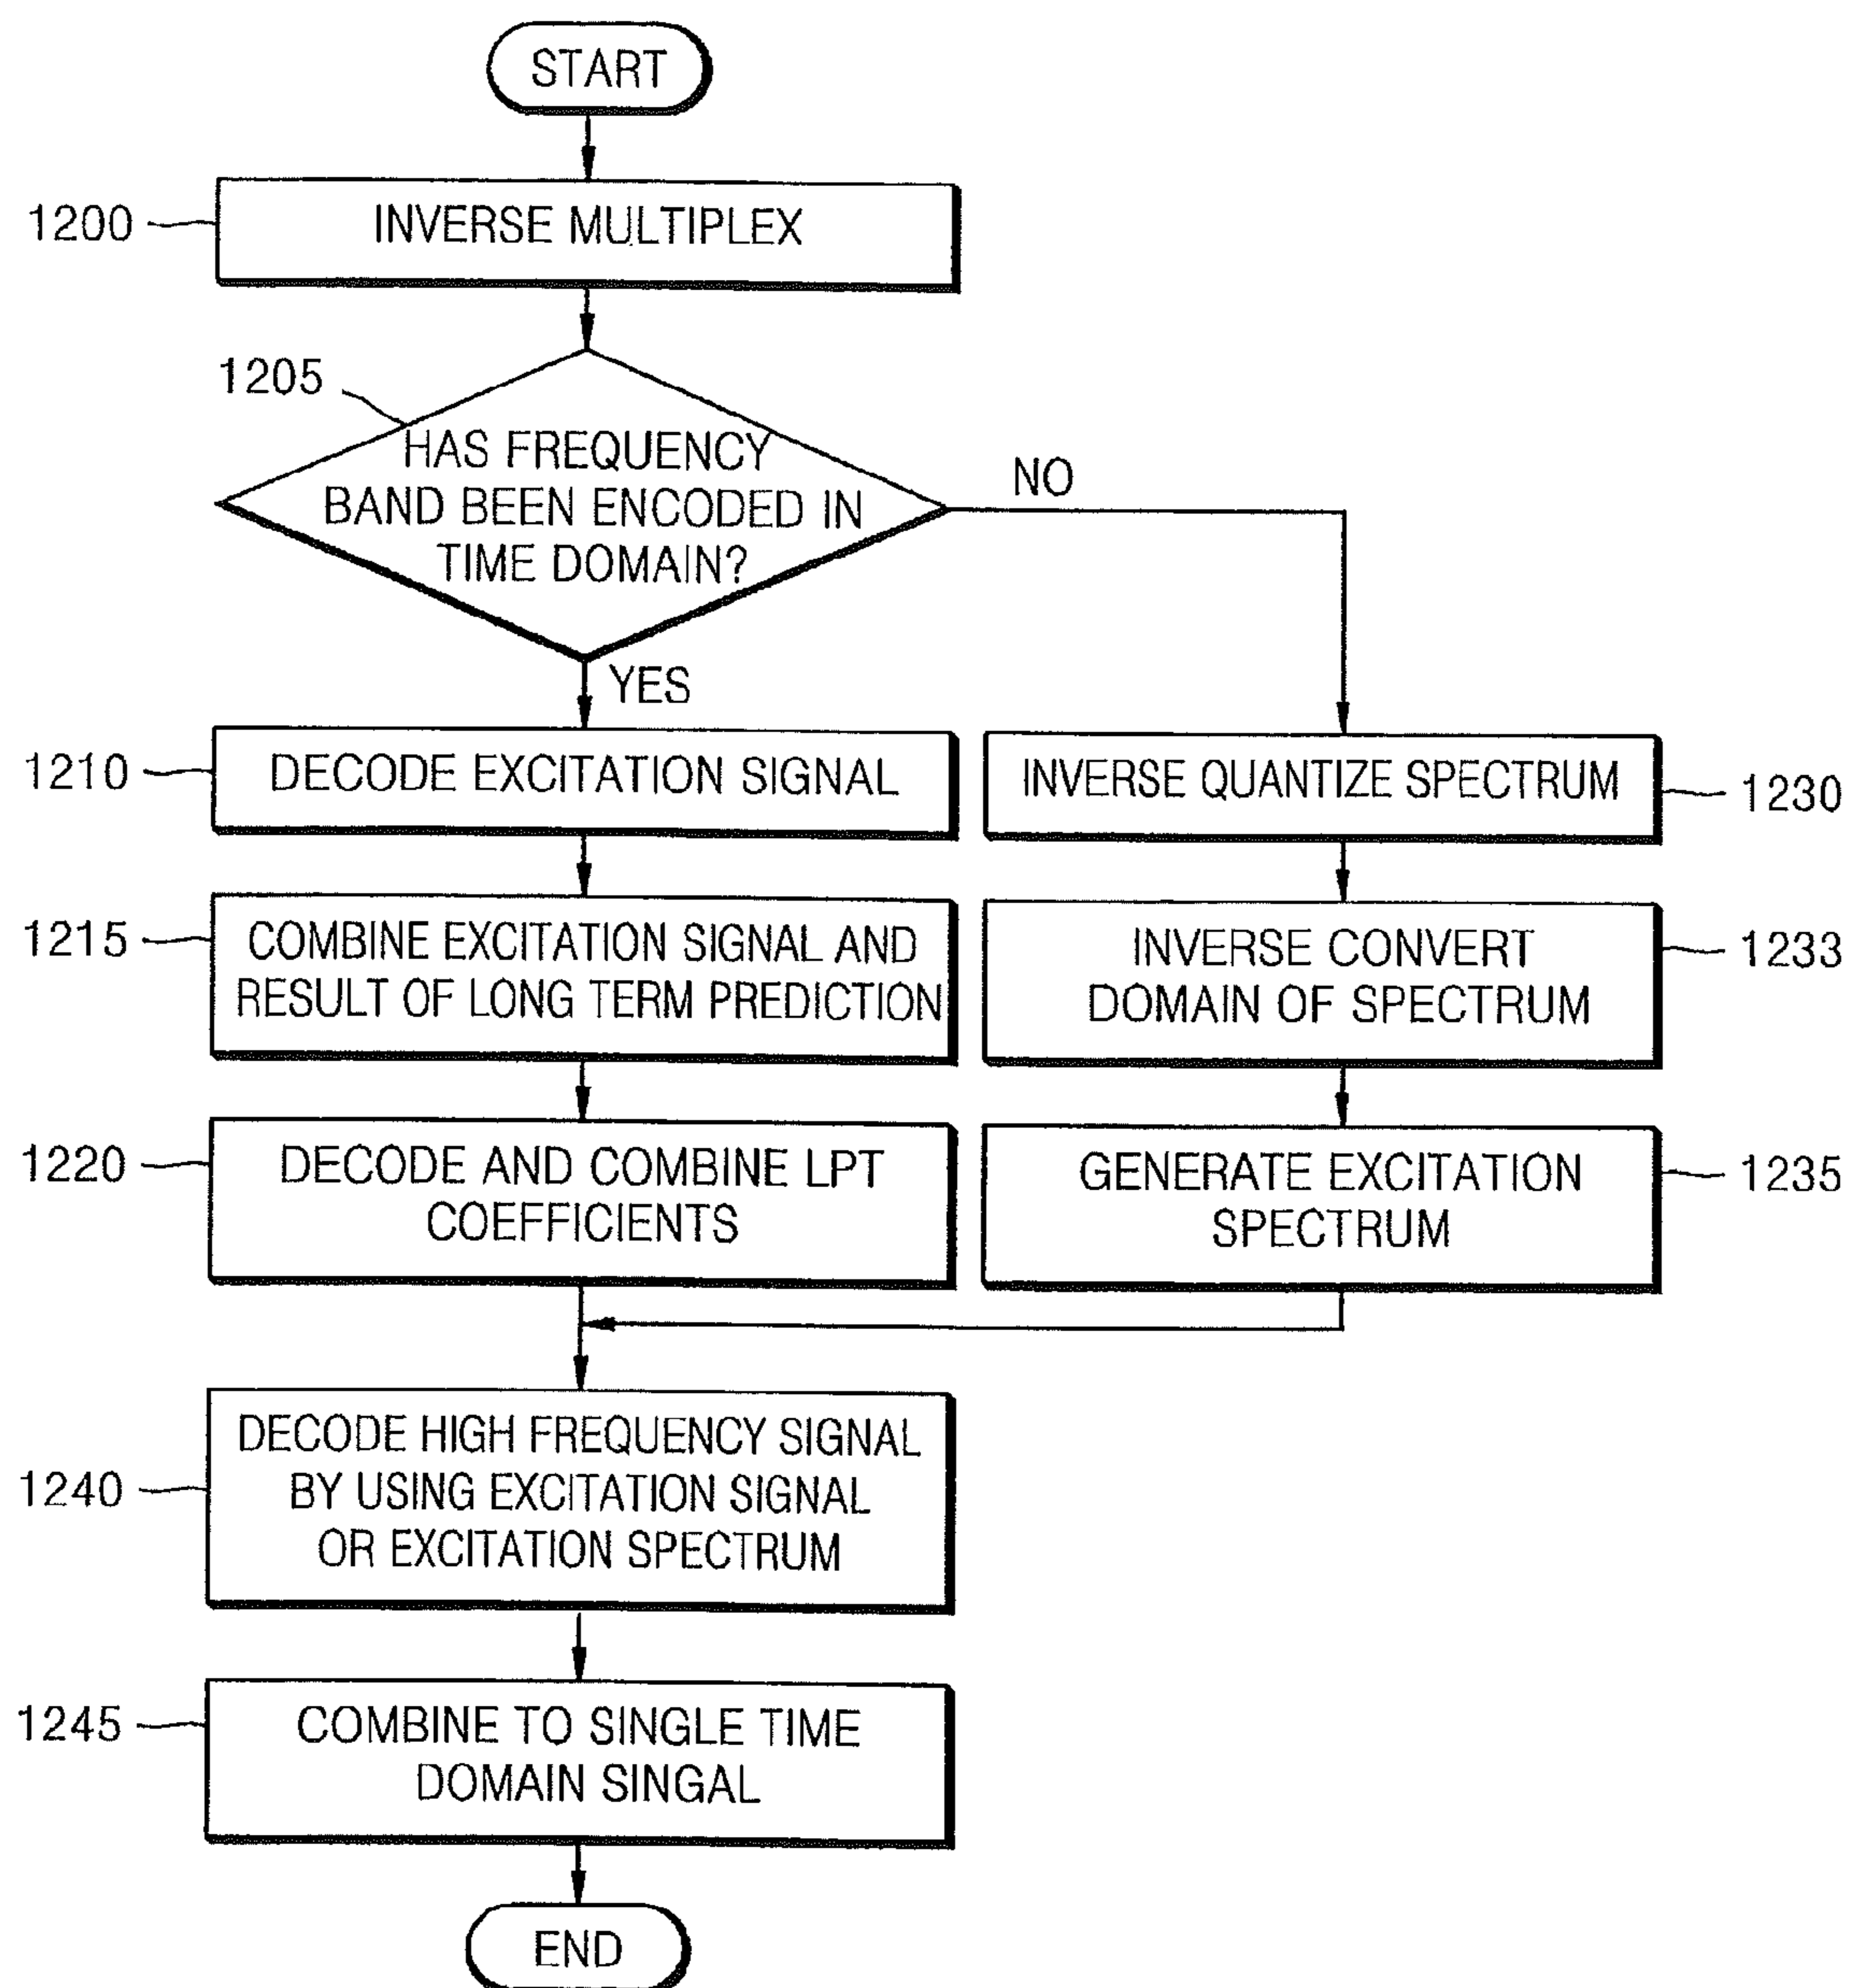 START
1200
INVERSE MULTIPLEX
1205
HAS FREQUENCY
BAND BEEN ENCODED IN
TIME DOMAIN?
NO
YES
1210
DECODE EXCITATION SIGNAL
INVERSE QUANTIZE SPECTRUM
1230
1215
COMBINE EXCITATION SIGNAL AND
RESULT OF LONG TERM PREDICTION
INVERSE CONVERT
DOMAIN OF SPECTRUM
1233
1220
DECODE AND COMBINE LPT
COEFFICIENTS
GENERATE EXCITATION
SPECTRUM
1235
1240
DECODE HIGH FREQUENCY SIGNAL
BY USING EXCITATION SIGNAL
OR EXCITATION SPECTRUM
1245
COMBINE TO SINGLE TIME
DOMAIN SINGAL
END